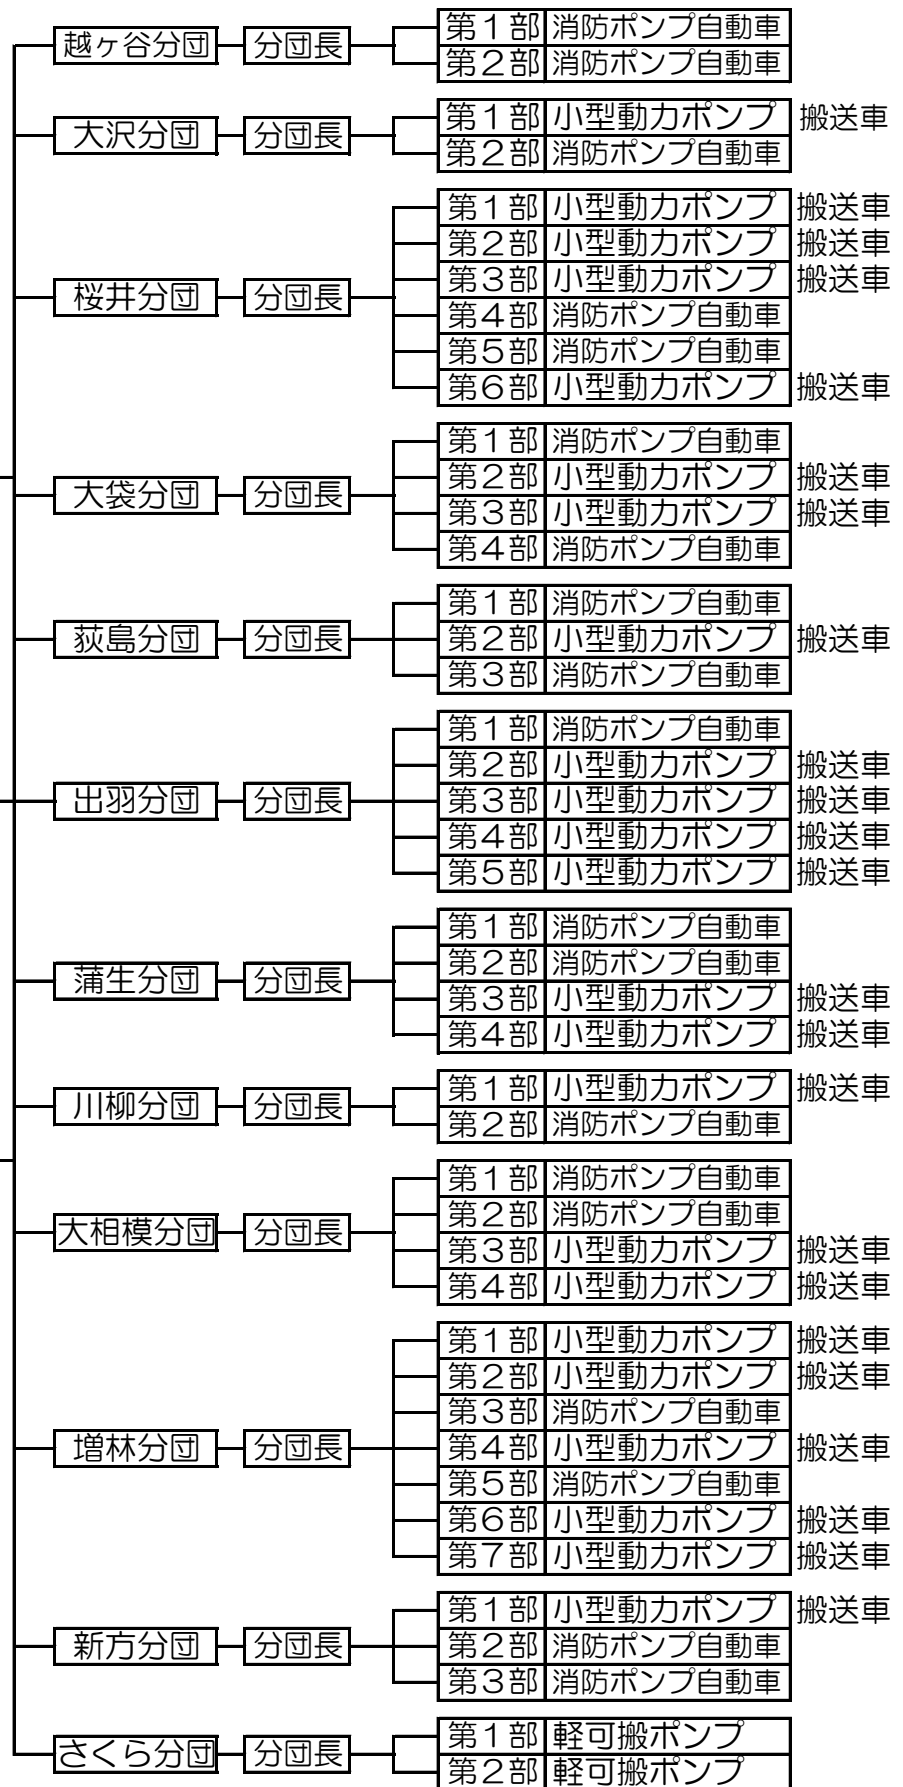 越ヶ谷分団 分団長 第1部 消防ポンプ自動車
第2部 消防ポンプ自動車
大沢分団 分団長 第1部 小型動力ポンプ 搬送車
第2部 消防ポンプ自動車
桜井分団 分団長 第1部 小型動力ポンプ 搬送車
第2部 小型動力ポンプ 搬送車
第3部 小型動力ポンプ 搬送車
第4部 消防ポンプ自動車
第5部 消防ポンプ自動車
第6部 小型動力ポンプ 搬送車
大袋分団 分団長 第1部 消防ポンプ自動車
第2部 小型動力ポンプ 搬送車
第3部 小型動力ポンプ 搬送車
第4部 消防ポンプ自動車
荻島分団 分団長 第1部 消防ポンプ自動車
第2部 小型動力ポンプ 搬送車
第3部 消防ポンプ自動車
出羽分団 分団長 第1部 消防ポンプ自動車
第2部 小型動力ポンプ 搬送車
第3部 小型動力ポンプ 搬送車
第4部 小型動力ポンプ 搬送車
第5部 小型動力ポンプ 搬送車
蒲生分団 分団長 第1部 消防ポンプ自動車
第2部 消防ポンプ自動車
第3部 小型動力ポンプ 搬送車
第4部 小型動力ポンプ 搬送車
川柳分団 分団長 第1部 小型動力ポンプ 搬送車
第2部 消防ポンプ自動車
大相模分団 分団長 第1部 消防ポンプ自動車
第2部 消防ポンプ自動車
第3部 小型動力ポンプ 搬送車
第4部 小型動力ポンプ 搬送車
増林分団 分団長 第1部 小型動力ポンプ 搬送車
第2部 小型動力ポンプ 搬送車
第3部 消防ポンプ自動車
第4部 小型動力ポンプ 搬送車
第5部 消防ポンプ自動車
第6部 小型動力ポンプ 搬送車
第7部 小型動力ポンプ 搬送車
新方分団 分団長 第1部 小型動力ポンプ 搬送車
第2部 消防ポンプ自動車
第3部 消防ポンプ自動車
さくら分団 分団長 第1部 軽可搬ポンプ
第2部 軽可搬ポンプ